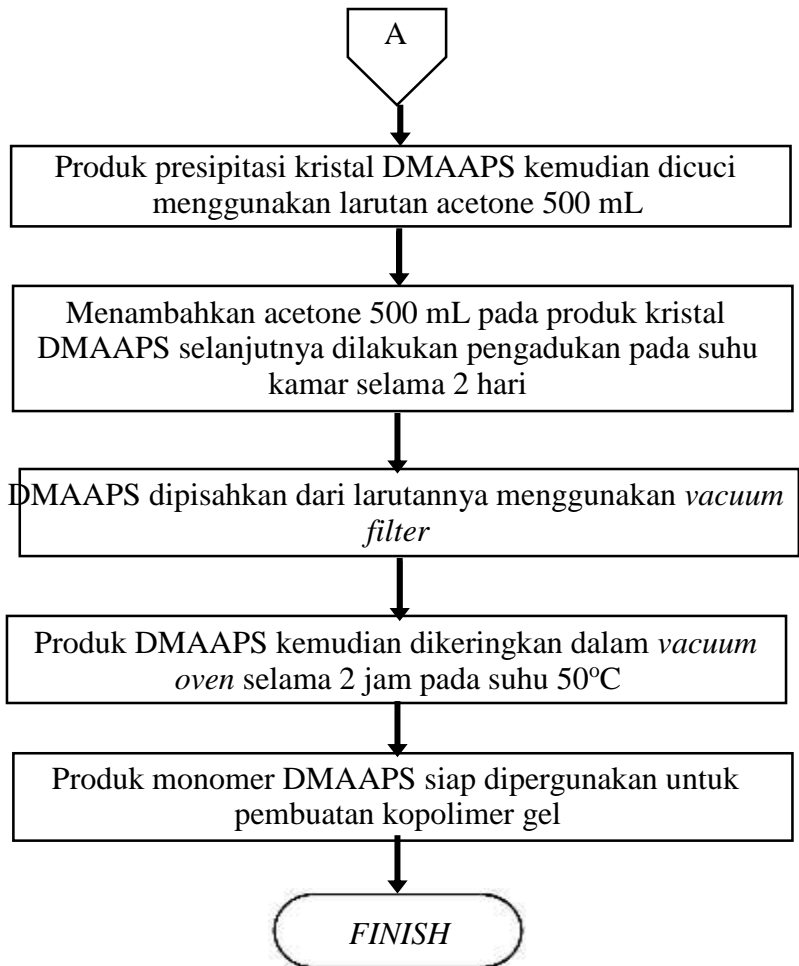 A
Produk presipitasi kristal DMAAPS kemudian dicuci
menggunakan larutan acetone 500 mL
Menambahkan acetone 500 mL pada produk kristal
DMAAPS selanjutnya dilakukan pengadukan pada suhu
kamar selama 2 hari
DMAAPS dipisahkan dari larutannya menggunakan vacuum
filter
Produk DMAAPS kemudian dikeringkan dalam vacuum
oven selama 2 jam pada suhu 50°C
Produk monomer DMAAPS siap dipergunakan untuk
pembuatan kopolimer gel
FINISH